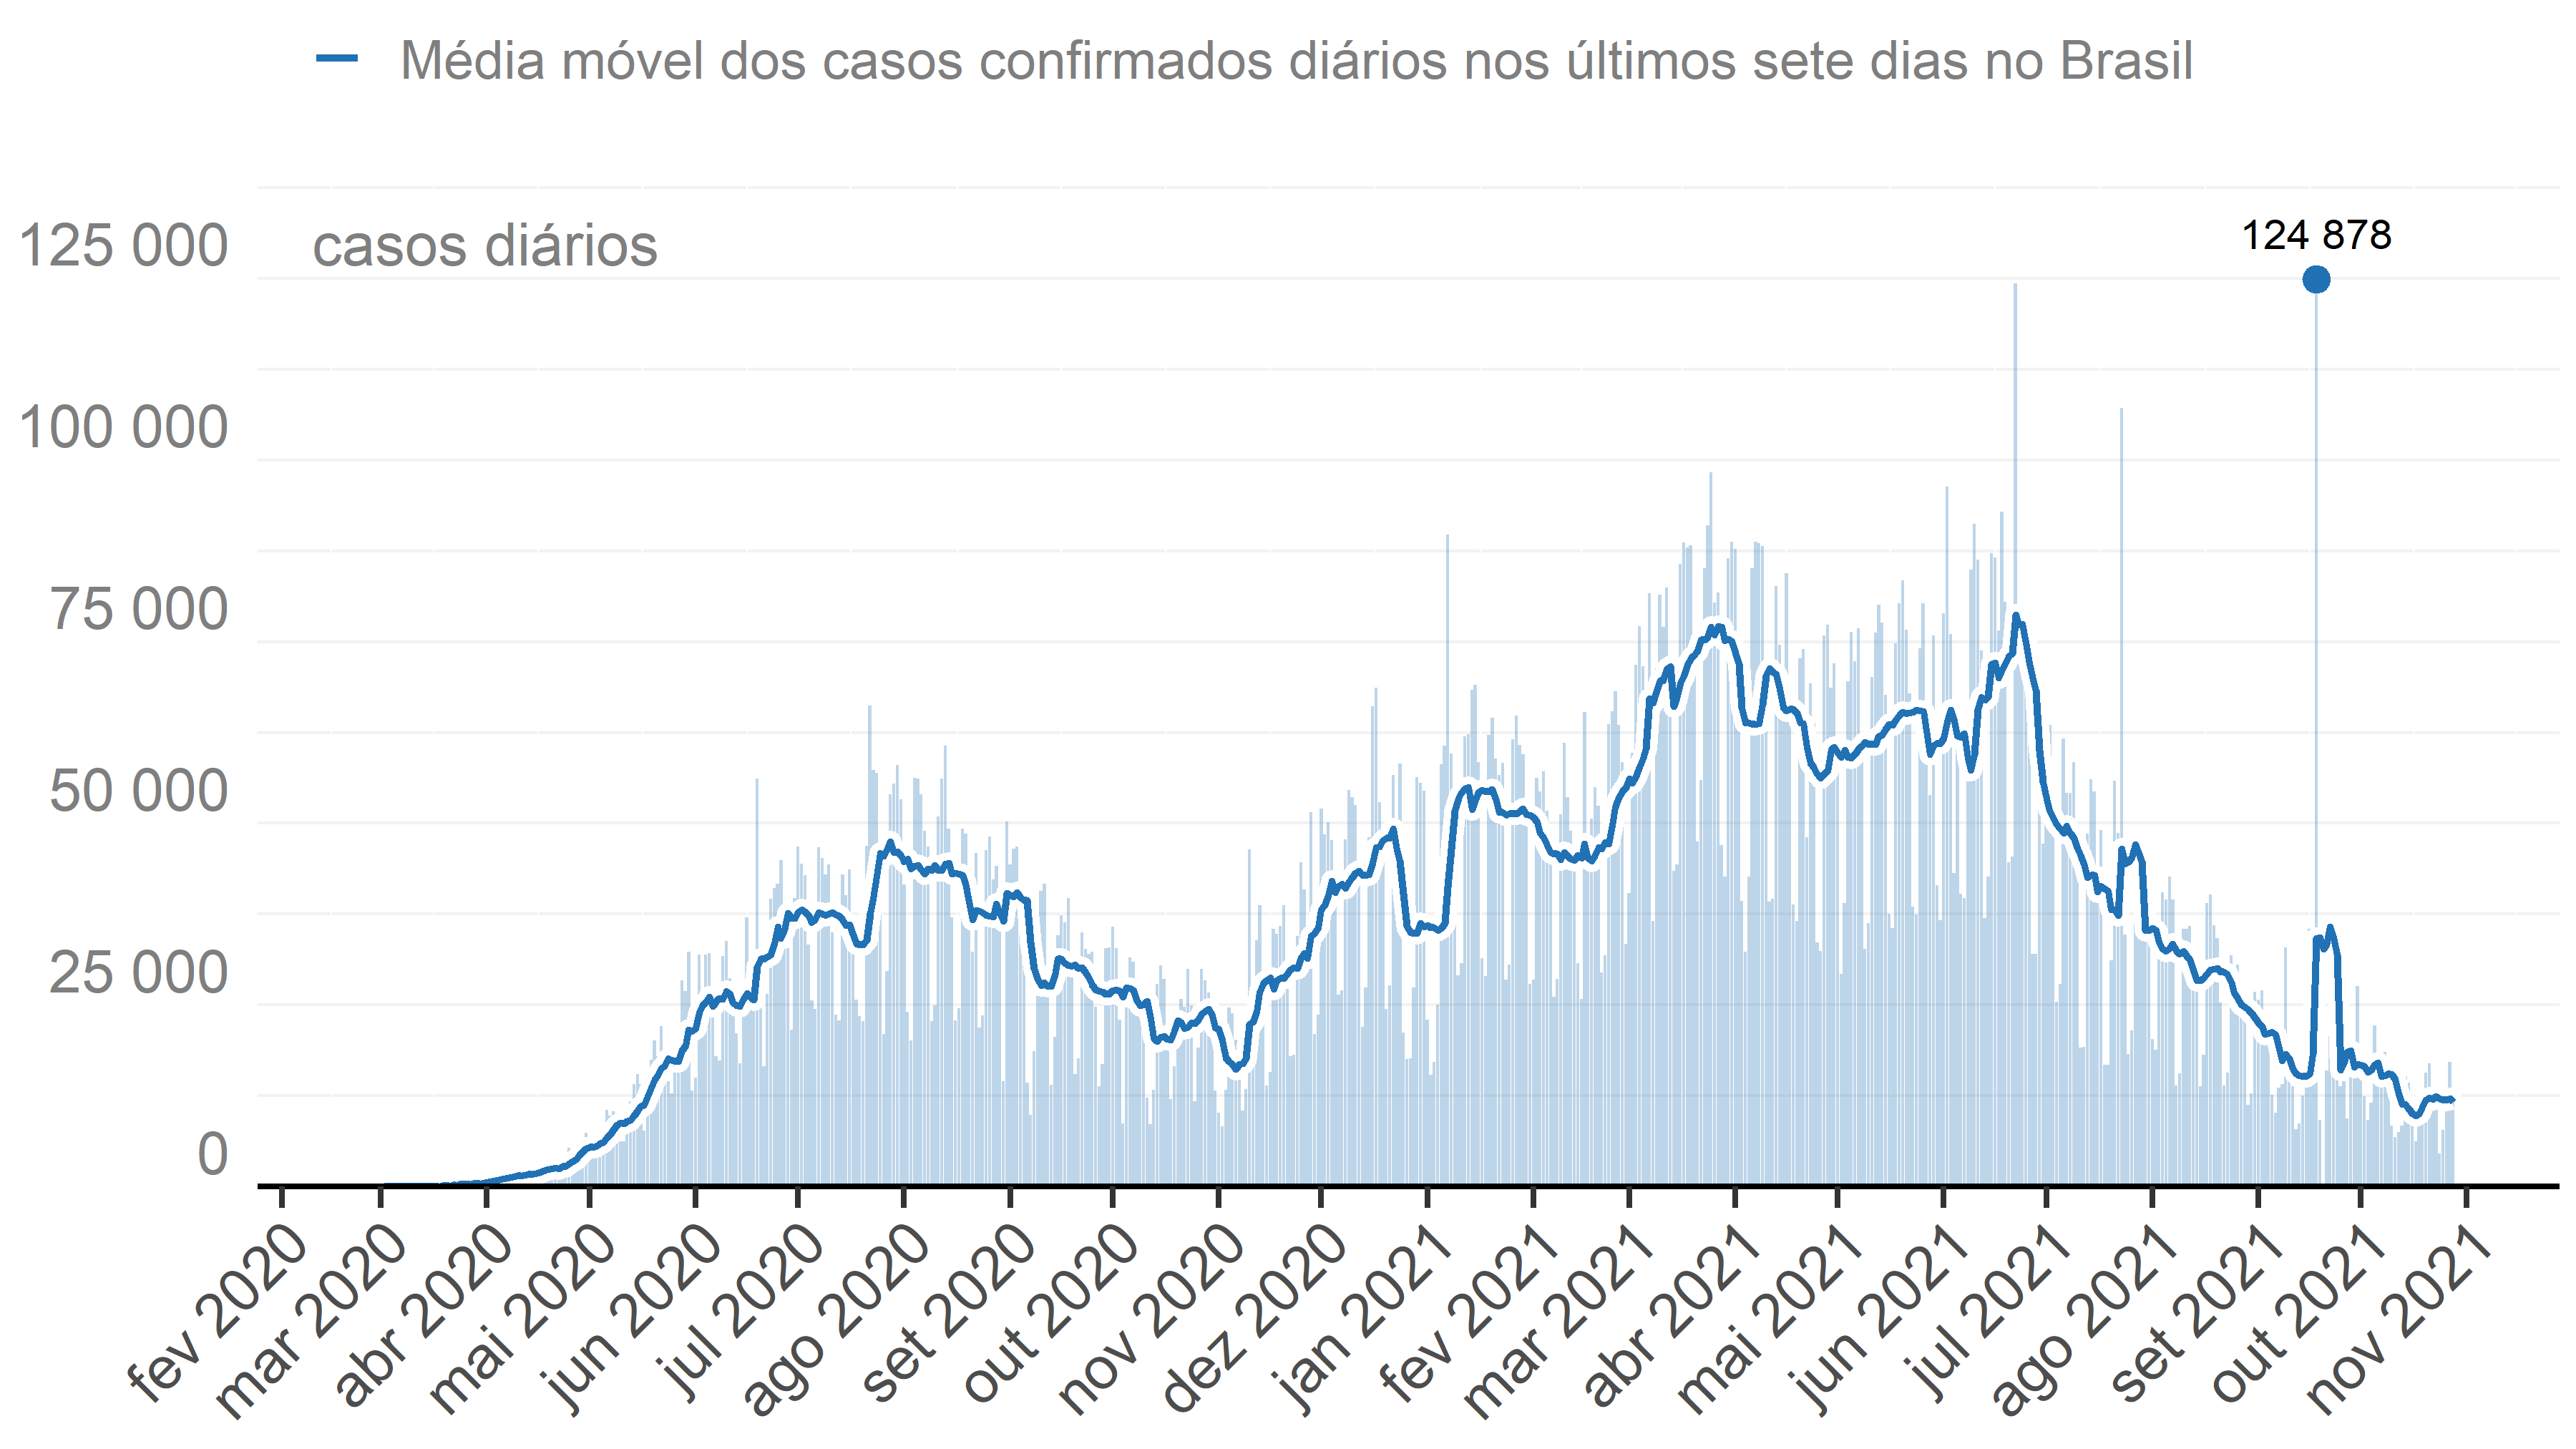 Média móvel dos casos confirmados diários nos últimos sete dias no Brasil
125 000
casos diários
124 878
100 000
75 000
50 000
25 000
0
fev 2020
mar 2020
abr 2020
mai 2020
jun 2020
jul 2020
ago 2020
set 2020
out 2020
nov 2020
dez 2020
jan 2021
fev 2021
mar 2021
abr 2021
mai 2021
jun 2021
jul 2021
ago 2021
set 2021
out 2021
nov 2021